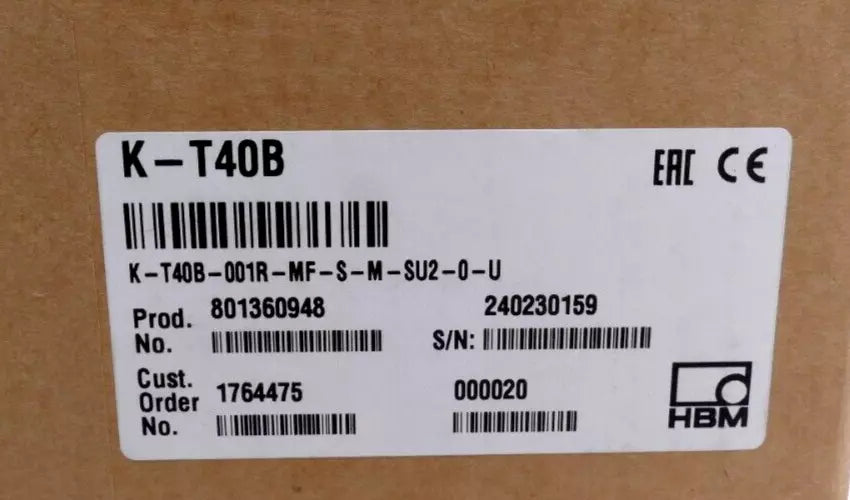 K-T40B
EAC CE
K-T40B-001R-MF-S-M-SU2-0-U
Prod. No. 801360948
S/N: 240230159
Cust. Order No. 1764475
000020
HBM